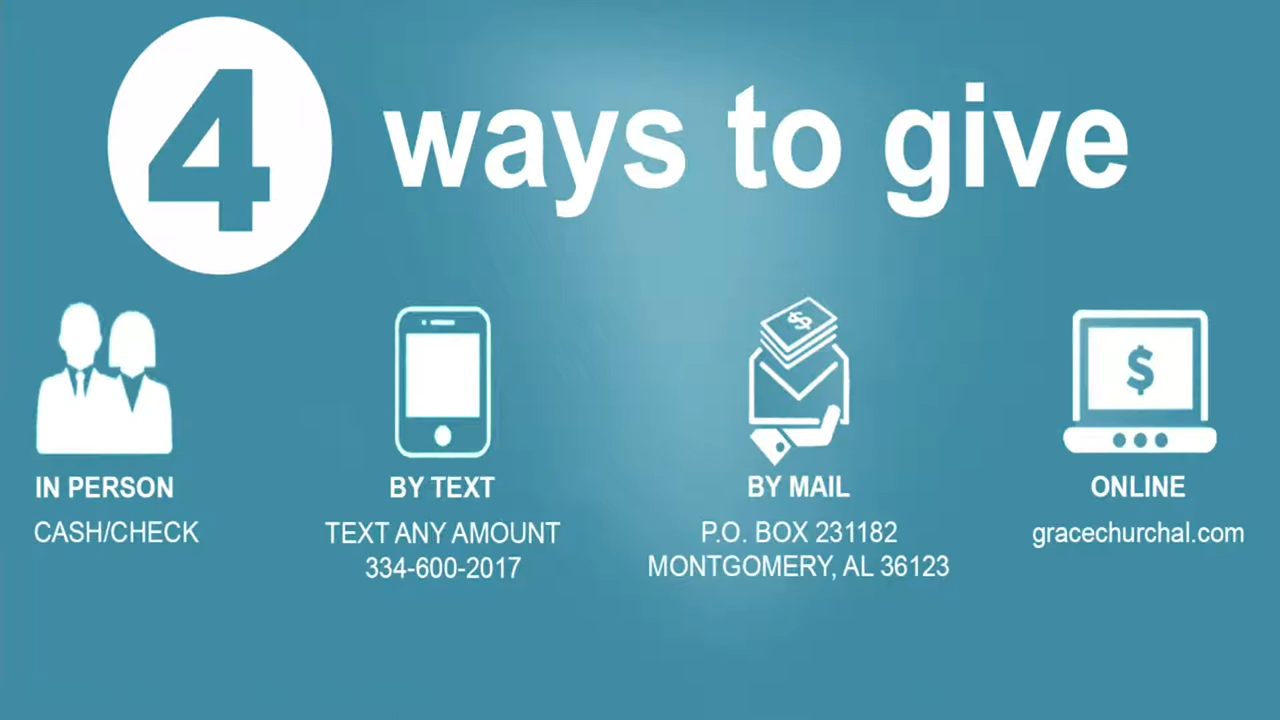 4 ways to give
IN PERSON
CASH/CHECK
BY TEXT
TEXT ANY AMOUNT
334-600-2017
$
BY MAIL
P.O. BOX 231182
MONTGOMERY, AL 36123
$
ONLINE
gracechurchal.com